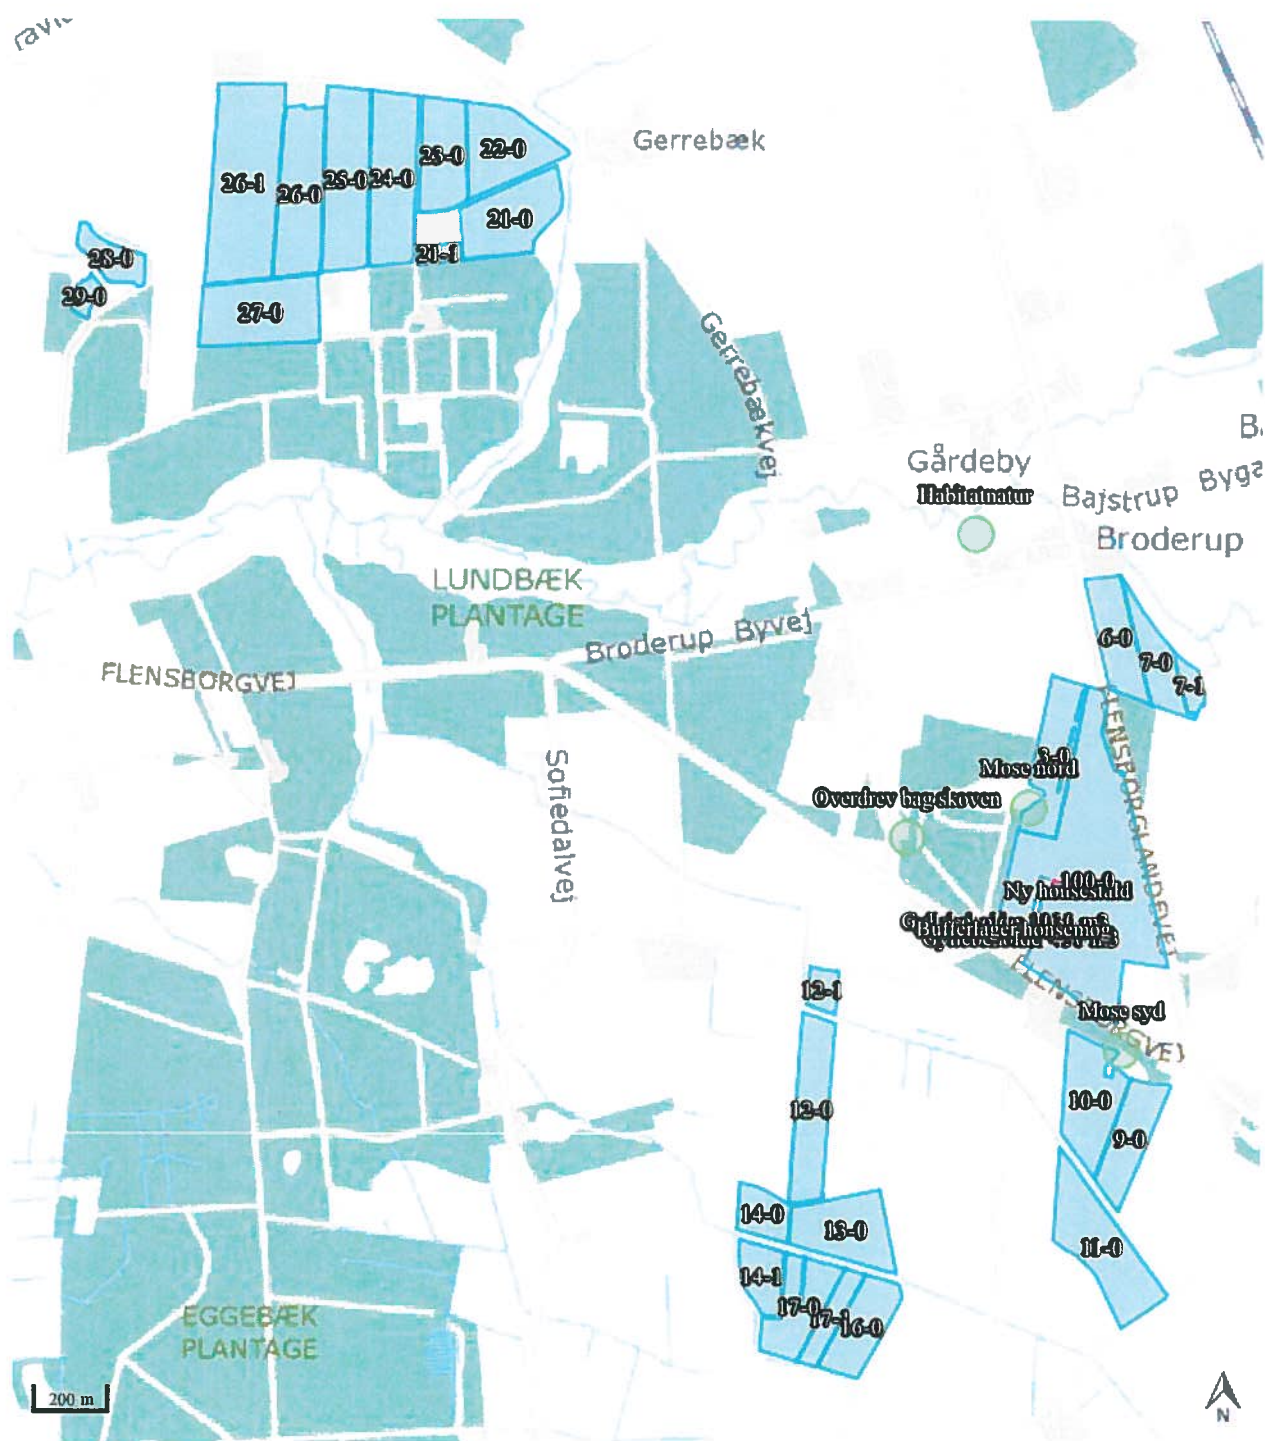 Gerrebæk
22-0
23-0
26-1
26-0
25-0
24-0
21-0
21-1
28-0
29-0
27-0
Gerrebækvej
Gårdeby
Habitatnatur
Bajstrup
Broderup
LUNDBÆK
PLANTAGE
Broderup Byvej
FLENSBORGVEJ
6-0
7-0
7-1
FLENSBORGLANDEVEJ
3-0
Mose nord
Overdrev bag skoven
Sofiedalvej
100-0
Ny hønsestald
Bufferlager hønsemøg
FLENSBORGVEJ
12-1
Mose syd
10-0
12-0
9-0
14-0
13-0
11-0
14-1
17-0
17-1
16-0
EGGEBÆK
PLANTAGE
200 m
N